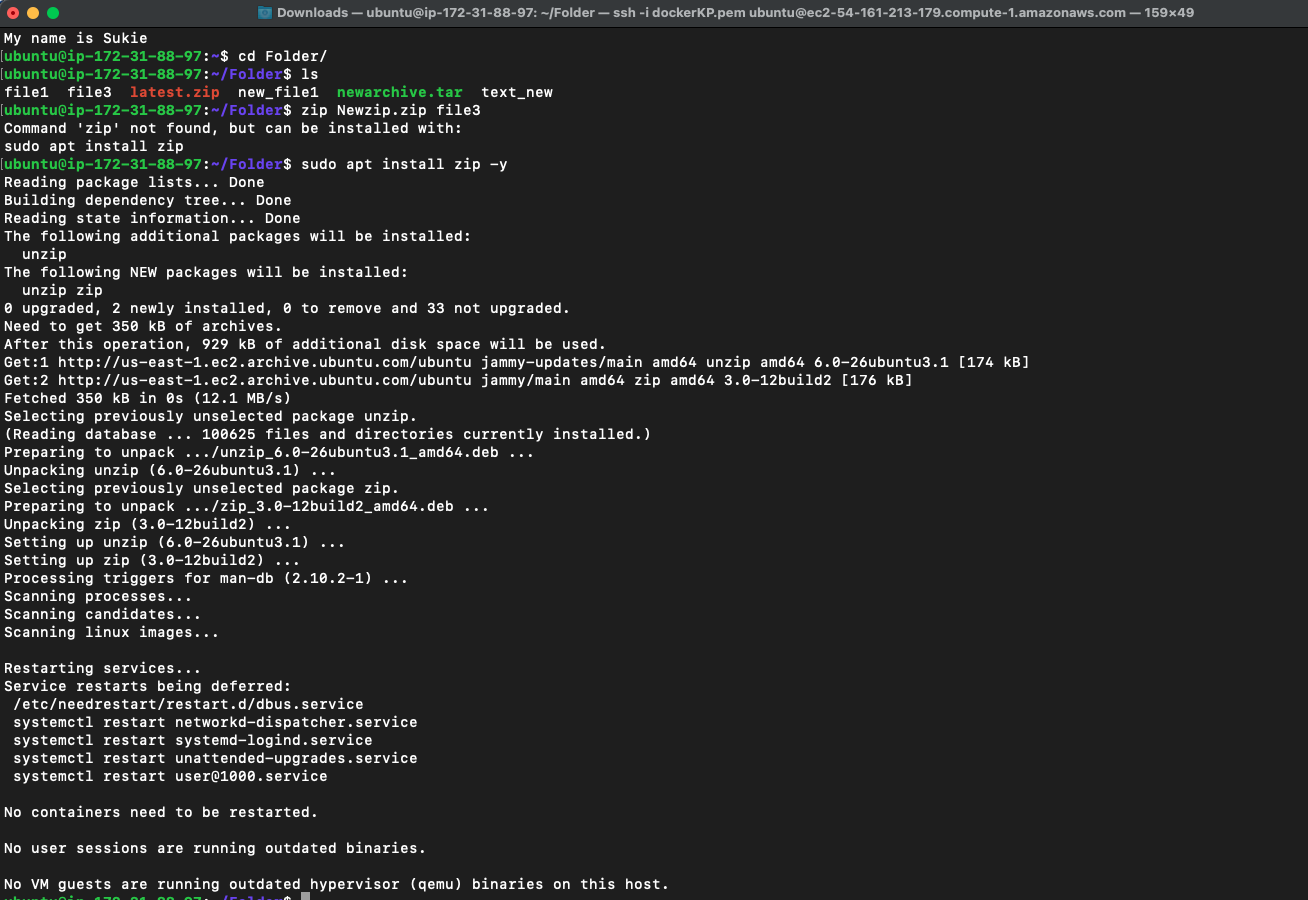 Downloads — ubuntu@ip-172-31-88-97: ~/Folder — ssh -i dockerKP.pem ubuntu@ec2-54-161-213-179.compute-1.amazonaws.com — 159×49
My name is Sukie
[ubuntu@ip-172-31-88-97:~$ cd Folder/
[ubuntu@ip-172-31-88-97:~/Folder$ ls
file1  file3  latest.zip  new_file1  newarchive.tar  text_new
[ubuntu@ip-172-31-88-97:~/Folder$ zip Newzip.zip file3
Command 'zip' not found, but can be installed with:
sudo apt install zip
[ubuntu@ip-172-31-88-97:~/Folder$ sudo apt install zip -y
Reading package lists... Done
Building dependency tree... Done
Reading state information... Done
The following additional packages will be installed:
  unzip
The following NEW packages will be installed:
  unzip zip
0 upgraded, 2 newly installed, 0 to remove and 33 not upgraded.
Need to get 350 kB of archives.
After this operation, 929 kB of additional disk space will be used.
Get:1 http://us-east-1.ec2.archive.ubuntu.com/ubuntu jammy-updates/main amd64 unzip amd64 6.0-26ubuntu3.1 [174 kB]
Get:2 http://us-east-1.ec2.archive.ubuntu.com/ubuntu jammy/main amd64 zip amd64 3.0-12build2 [176 kB]
Fetched 350 kB in 0s (12.1 MB/s)
Selecting previously unselected package unzip.
(Reading database ... 100625 files and directories currently installed.)
Preparing to unpack .../unzip_6.0-26ubuntu3.1_amd64.deb ...
Unpacking unzip (6.0-26ubuntu3.1) ...
Selecting previously unselected package zip.
Preparing to unpack .../zip_3.0-12build2_amd64.deb ...
Unpacking zip (3.0-12build2) ...
Setting up unzip (6.0-26ubuntu3.1) ...
Setting up zip (3.0-12build2) ...
Processing triggers for man-db (2.10.2-1) ...
Scanning processes...
Scanning candidates...
Scanning linux images...
Restarting services...
Service restarts being deferred:
 /etc/needrestart/restart.d/dbus.service
 systemctl restart networkd-dispatcher.service
 systemctl restart systemd-logind.service
 systemctl restart unattended-upgrades.service
 systemctl restart user@1000.service
No containers need to be restarted.
No user sessions are running outdated binaries.
No VM guests are running outdated hypervisor (qemu) binaries on this host.
ubuntu@ip-172-31-88-97:~/Folder$